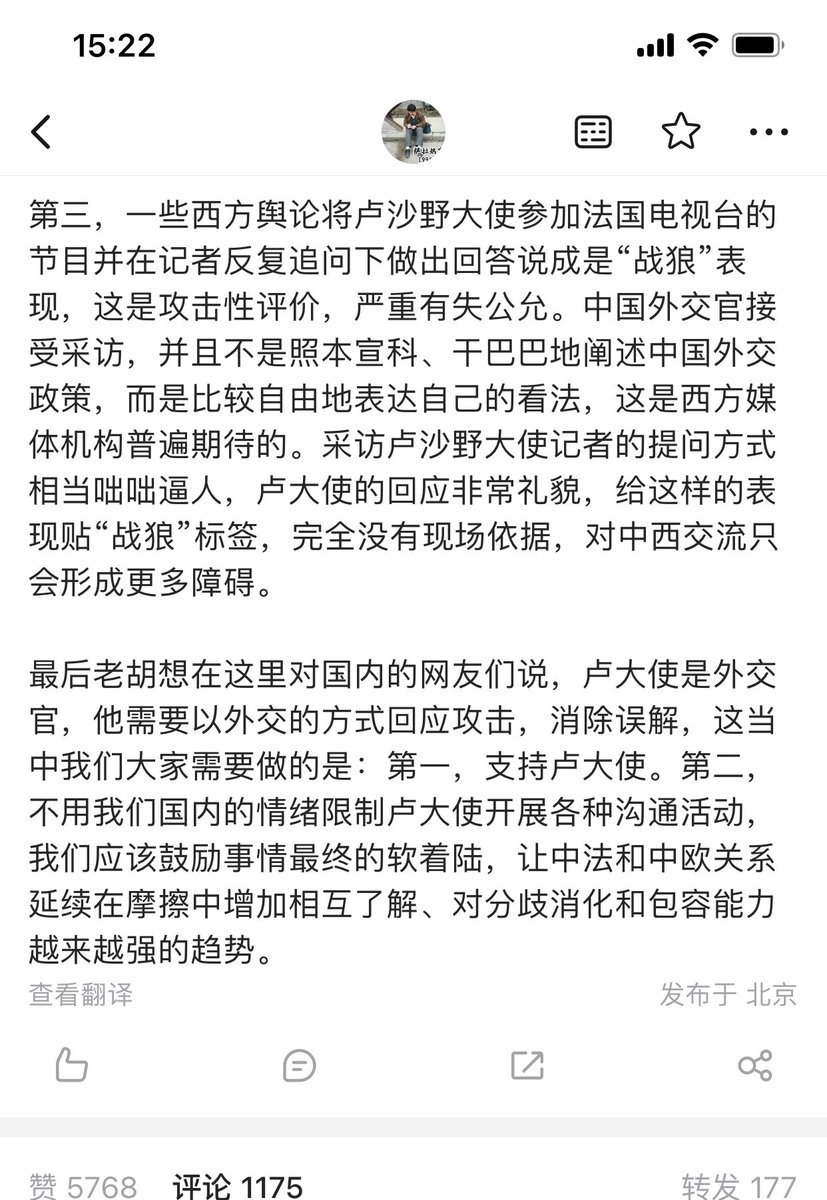 15:22
第三，一些西方舆论将卢沙野大使参加法国电视台的
节目并在记者反复追问下做出回答说成是“战狼”表
现，这是攻击性评价，严重有失公允。中国外交官接
受采访，并且不是照本宣科、干巴巴地阐述中国外交
政策，而是比较自由地表达自己的看法，这是西方媒
体机构普遍期待的。采访卢沙野大使记者的提问方式
相当咄咄逼人，卢大使的回应非常礼貌，给这样的表
现贴“战狼”标签，完全没有现场依据，对中西交流只
会形成更多障碍。
最后老胡想在这里对国内的网友们说，卢大使是外交
官，他需要以外交的方式回应攻击，消除误解，这当
中我们大家需要做的是：第一，支持卢大使。第二，
不用我们国内的情绪限制卢大使开展各种沟通活动，
我们应该鼓励事情最终的软着陆，让中法和中欧关系
延续在摩擦中增加相互了解、对分歧消化和包容能力
越来越强的趋势。
查看翻译 发布于 北京
赞 5768 评论 1175 转发 177